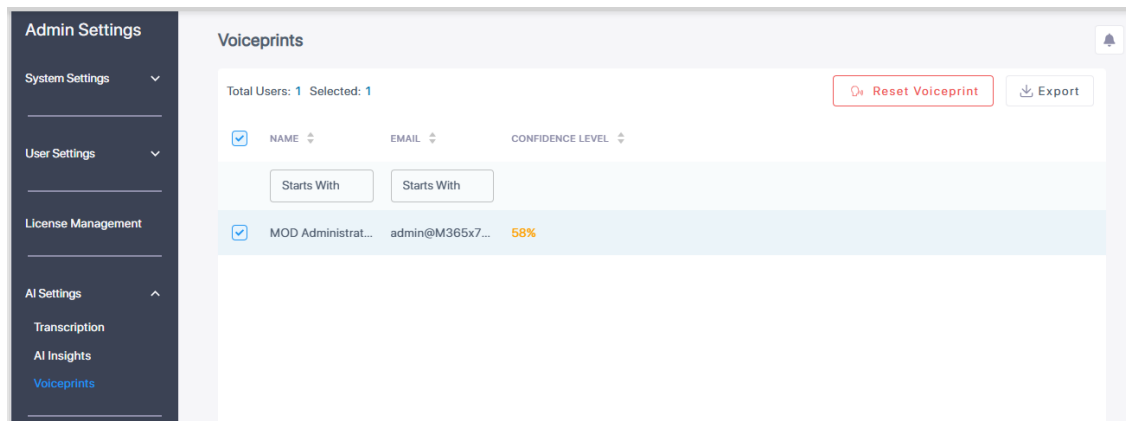 Admin Settings
System Settings
User Settings
License Management
AI Settings
Transcription
AI Insights
Voiceprints
Voiceprints
Total Users: 1 Selected: 1
Reset Voiceprint
Export
NAME EMAIL CONFIDENCE LEVEL
Starts With Starts With
MOD Administrat... admin@M365x7... 58%